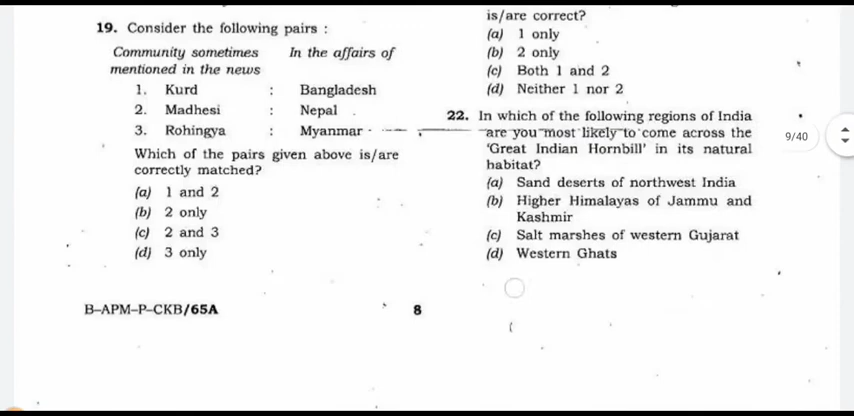 19. Consider the following pairs :
Community sometimes In the affairs of
mentioned in the news
1. Kurd : Bangladesh
2. Madhesi : Nepal
3. Rohingya : Myanmar
Which of the pairs given above is/are
correctly matched?
(a) 1 and 2
(b) 2 only
(c) 2 and 3
(d) 3 only
B–APM–P–CKB/65A
8
is/are correct?
(a) 1 only
(b) 2 only
(c) Both 1 and 2
(d) Neither 1 nor 2
22. In which of the following regions of India
are you most likely to come across the
'Great Indian Hornbill' in its natural
habitat?
(a) Sand deserts of northwest India
(b) Higher Himalayas of Jammu and
Kashmir
(c) Salt marshes of western Gujarat
(d) Western Ghats
9/40